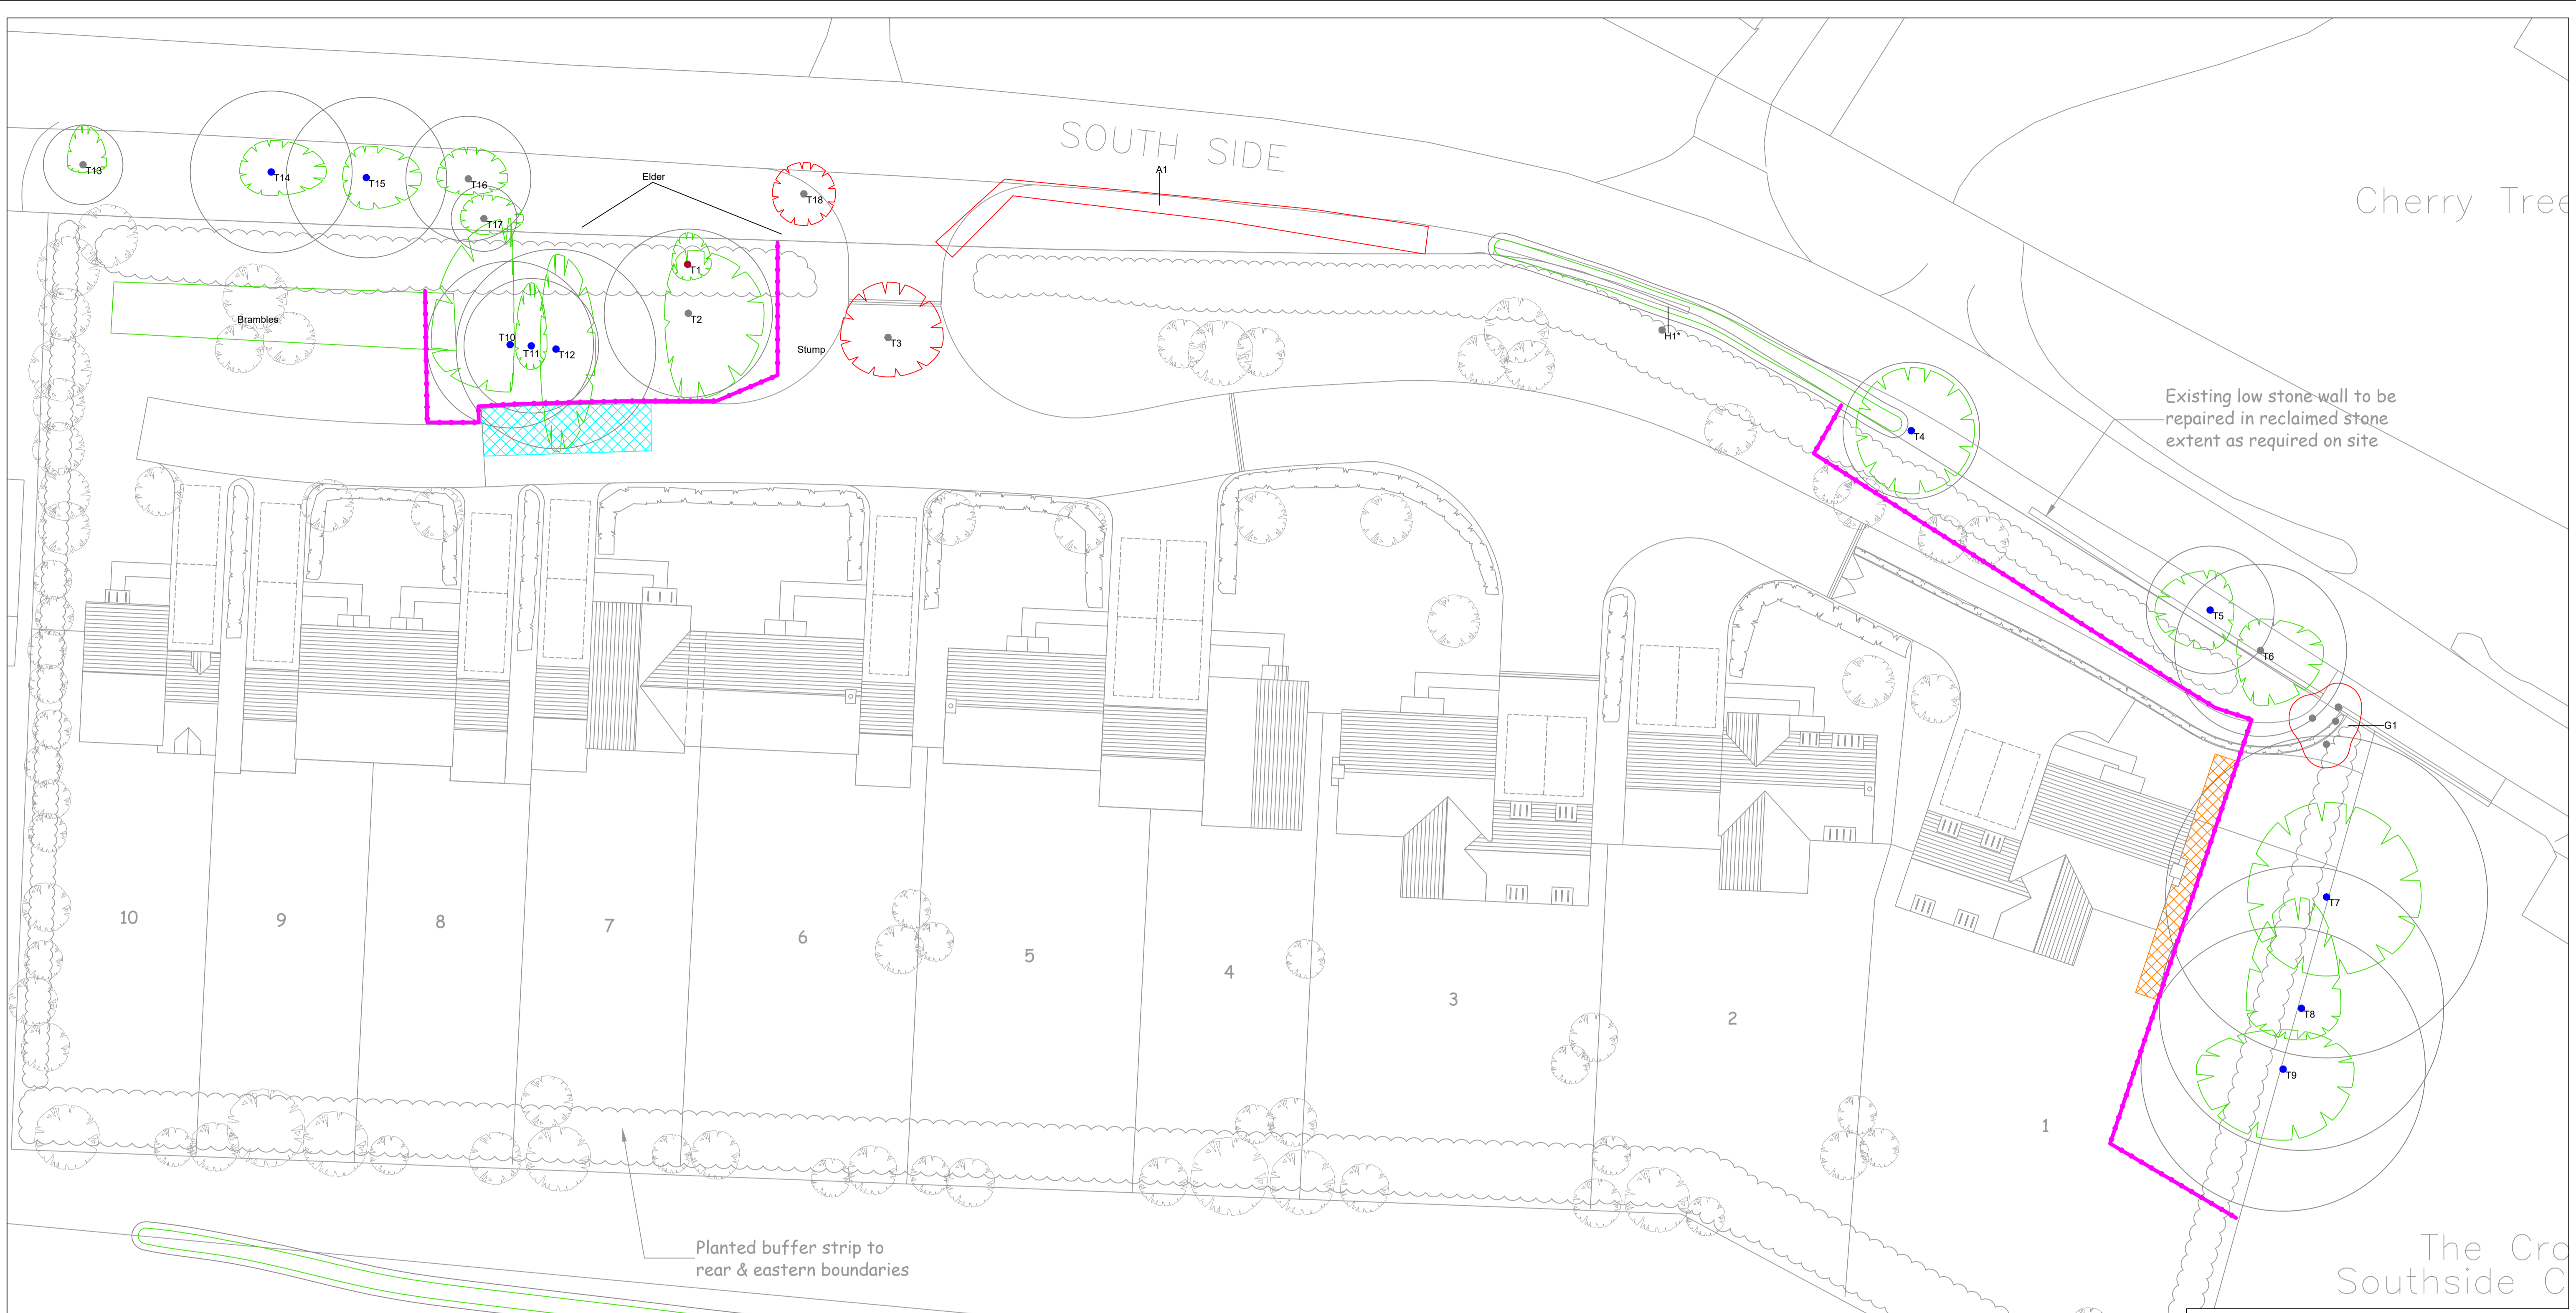 SOUTH SIDE
Cherry Tree
T13
T14
T15
T16
T17
Elder
T18
A1
T1
T2
T3
Stump
Brambles
T10
T11
T12
H1*
T4
Existing low stone wall to be
repaired in reclaimed stone
extent as required on site
T5
T6
G1
T7
T8
T9
10
9
8
7
6
5
4
3
2
1
Planted buffer strip to
rear & eastern boundaries
The Cro
Southside C